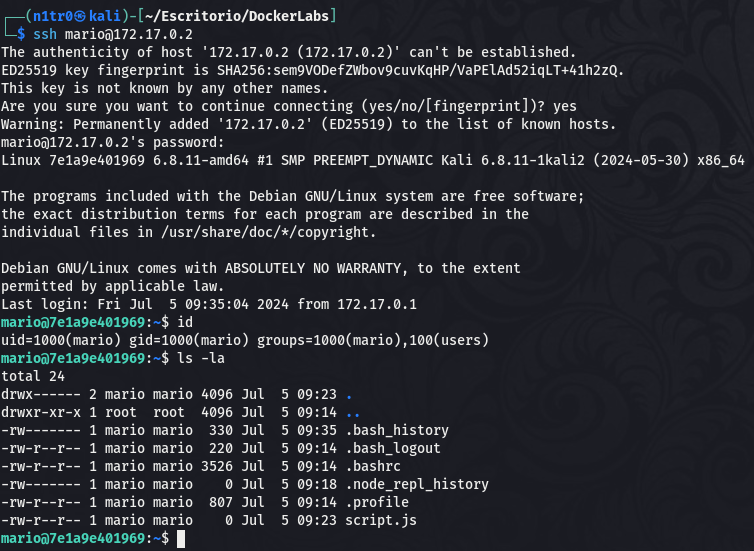 ┌──(n1tr0㉿kali)-[~/Escritorio/DockerLabs]
└─$ ssh mario@172.17.0.2
The authenticity of host '172.17.0.2 (172.17.0.2)' can't be established.
ED25519 key fingerprint is SHA256:sem9VODefZWbov9cuvKqHP/VaPElAd52iqLT+41h2zQ.
This key is not known by any other names.
Are you sure you want to continue connecting (yes/no/[fingerprint])? yes
Warning: Permanently added '172.17.0.2' (ED25519) to the list of known hosts.
mario@172.17.0.2's password:
Linux 7e1a9e401969 6.8.11-amd64 #1 SMP PREEMPT_DYNAMIC Kali 6.8.11-1kali2 (2024-05-30) x86_64
The programs included with the Debian GNU/Linux system are free software;
the exact distribution terms for each program are described in the
individual files in /usr/share/doc/*/copyright.
Debian GNU/Linux comes with ABSOLUTELY NO WARRANTY, to the extent
permitted by applicable law.
Last login: Fri Jul  5 09:35:04 2024 from 172.17.0.1
mario@7e1a9e401969:~$ id
uid=1000(mario) gid=1000(mario) groups=1000(mario),100(users)
mario@7e1a9e401969:~$ ls -la
total 24
drwx------ 2 mario mario 4096 Jul  5 09:23 .
drwxr-xr-x 1 root  root  4096 Jul  5 09:14 ..
-rw------- 1 mario mario  330 Jul  5 09:35 .bash_history
-rw-r--r-- 1 mario mario  220 Jul  5 09:14 .bash_logout
-rw-r--r-- 1 mario mario 3526 Jul  5 09:14 .bashrc
-rw------- 1 mario mario    0 Jul  5 09:18 .node_repl_history
-rw-r--r-- 1 mario mario  807 Jul  5 09:14 .profile
-rw-r--r-- 1 mario mario    0 Jul  5 09:23 script.js
mario@7e1a9e401969:~$